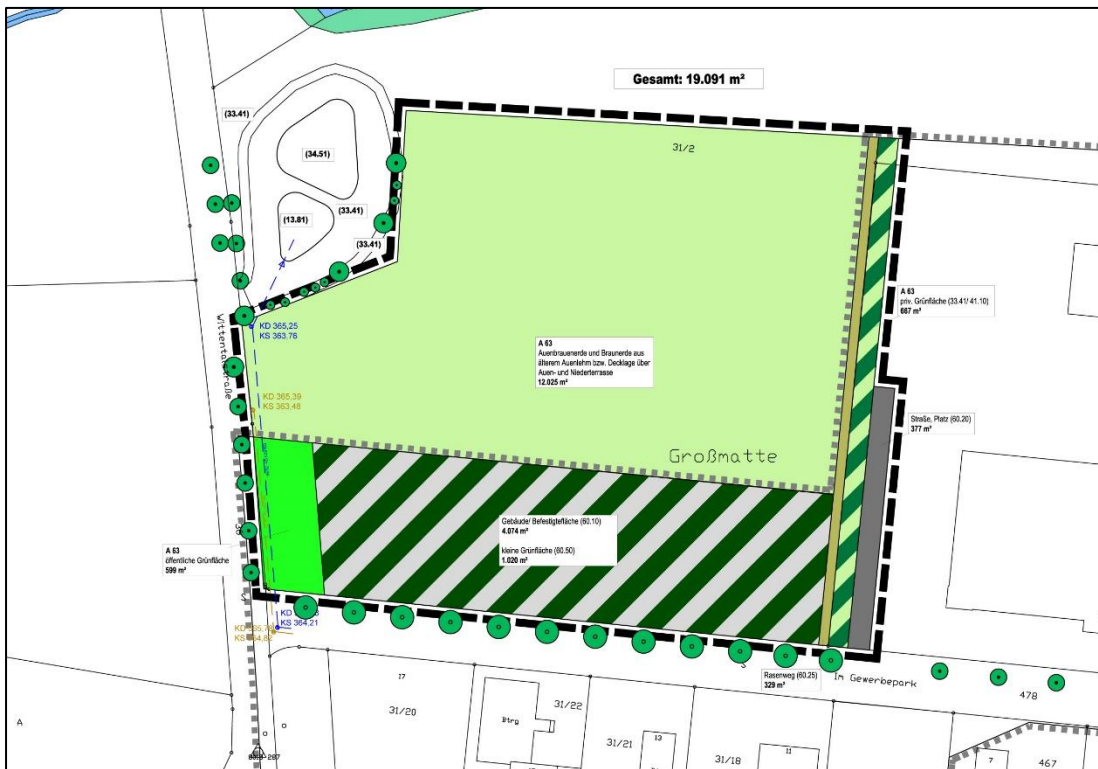 Gesamt: 19.091 m²
31/2
(33.41)
(34.51)
(13.81)
(33.41)
(33.41)
KD 365,25
KS 363,76
Wittentalstraße
KD 365,39
KS 363,48
A 63
priv. Grünfläche (33.41/ 41.10)
667 m²
A 63
Auenbrauenerde und Braunerde aus
älterem Auenlehm bzw. Decklage über
Auen- und Niederterrasse
12.025 m²
Straße, Platz (60.20)
377 m²
Großmatte
Gebäude/ Befestigtefläche (60.10)
4.074 m²
kleine Grünfläche (60.50)
1.020 m²
A 63
öffentliche Grünfläche
599 m²
KS 364,21
Rasenweg (60.25)
329 m²
Im Gewerbepark
478
17
31/20
31/22
Btrg
31/21
13
31/18
11
7
467
A